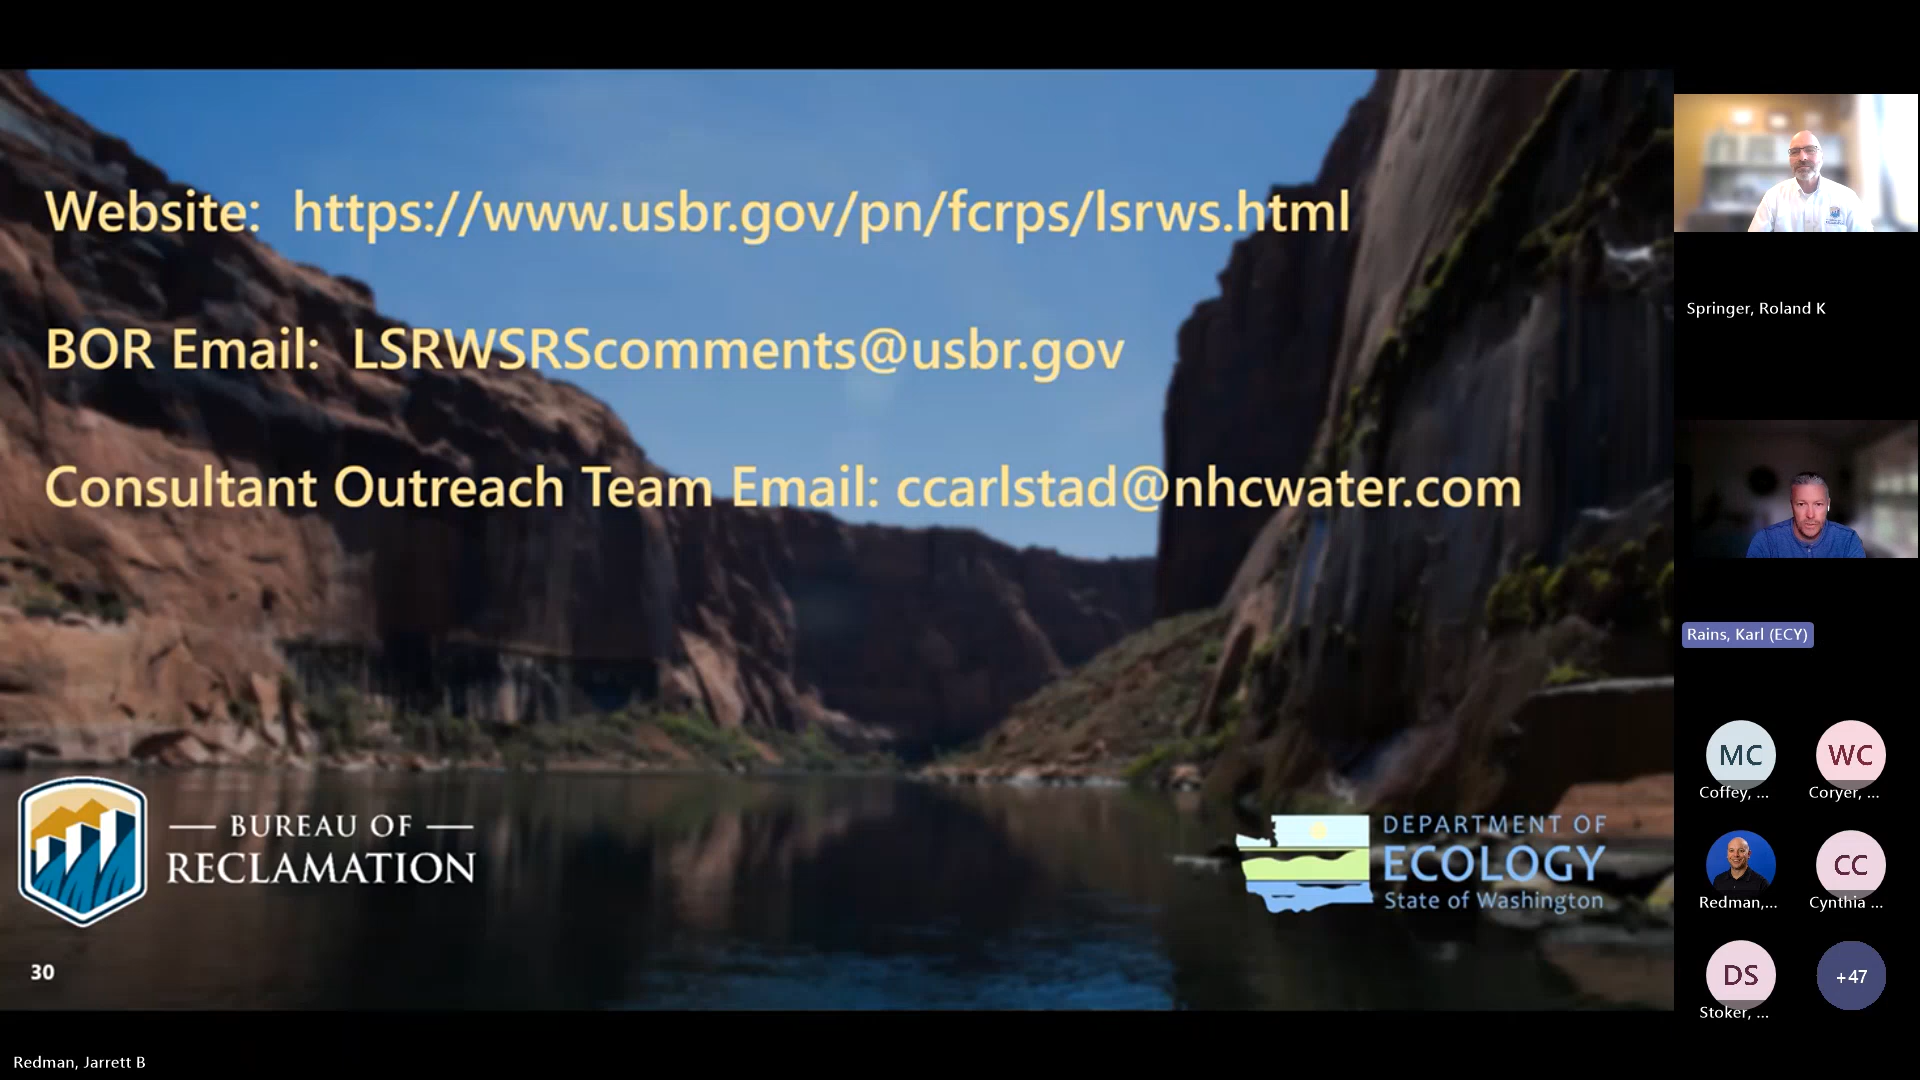 Website: https://www.usbr.gov/pn/fcrps/lsrws.html
BOR Email: LSRWSRScomments@usbr.gov
Consultant Outreach Team Email: ccarlstad@nhcwater.com
BUREAU OF
RECLAMATION
DEPARTMENT OF
ECOLOGY
State of Washington
30
Redman, Jarrett B
Springer, Roland K
Rains, Karl (ECY)
MC
Coffey, ...
WC
Coryer, ...
Redman,...
CC
Cynthia ...
DS
Stoker, ...
+47